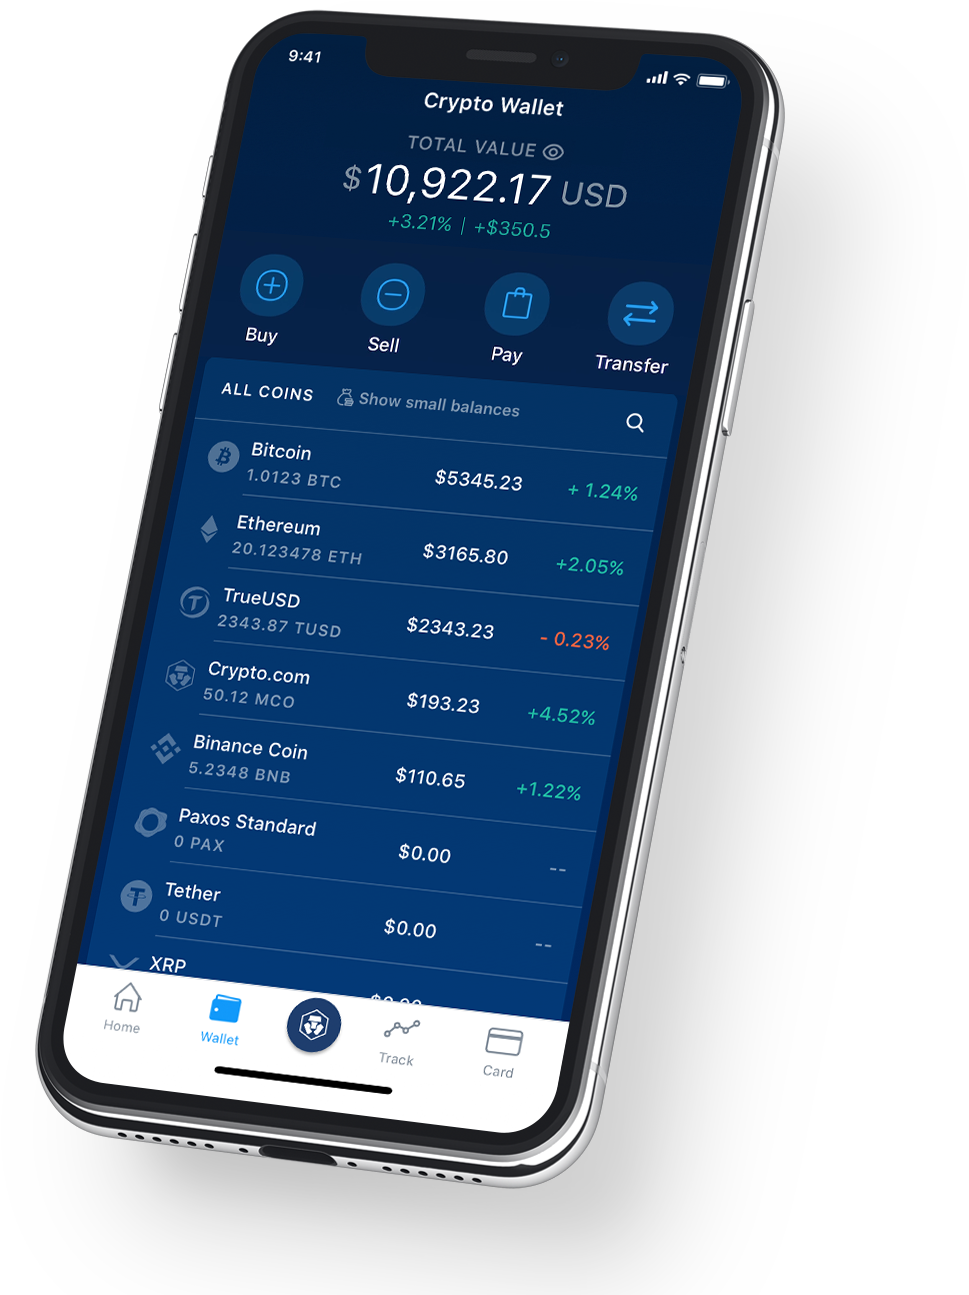 9:41
Crypto Wallet
TOTAL VALUE
$10,922.17 USD
+3.21% | +$350.5
Buy
Sell
Pay
Transfer
ALL COINS
Show small balances
Bitcoin
1.0123 BTC
$5345.23
+ 1.24%
Ethereum
20.123478 ETH
$3165.80
+2.05%
TrueUSD
2343.87 TUSD
$2343.23
- 0.23%
Crypto.com
50.12 MCO
$193.23
+4.52%
Binance Coin
5.2348 BNB
$110.65
+1.22%
Paxos Standard
0 PAX
$0.00
--
Tether
0 USDT
$0.00
--
XRP
Home
Wallet
Track
Card